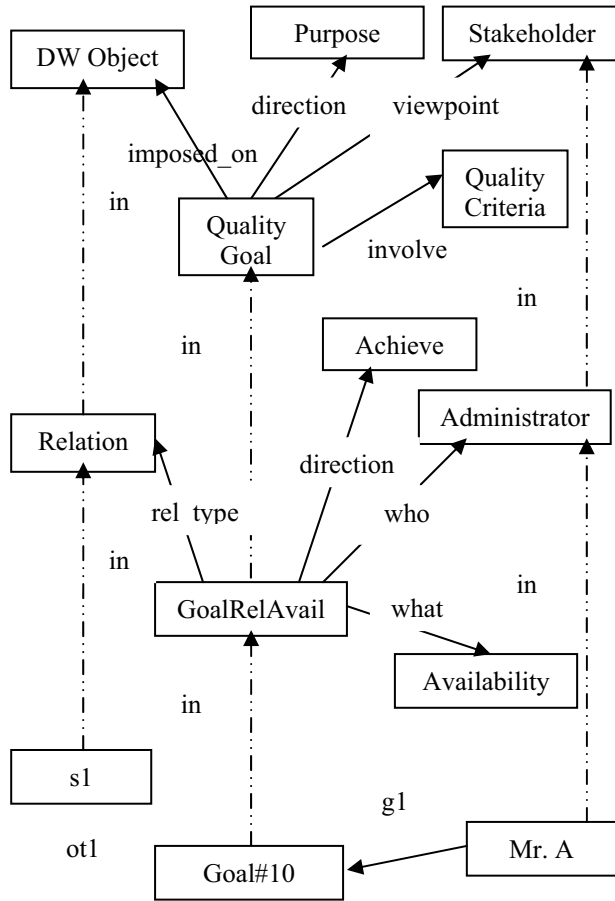 Purpose
Stakeholder
DW Object
direction
viewpoint
imposed_on
Quality
Criteria
in
Quality
Goal
involve
in
in
Achieve
Relation
Administrator
direction
rel_type
who
in
in
GoalRelAvail
what
Availability
in
s1
g1
ot1
Goal#10
Mr. A